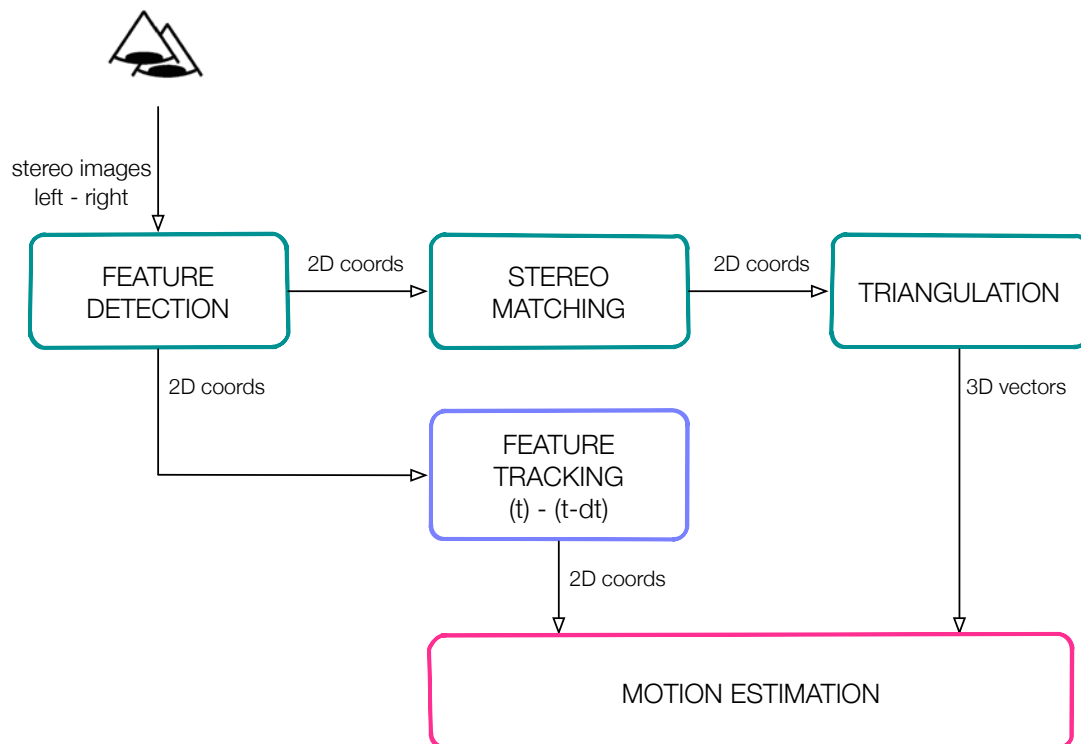 stereo images
left - right
FEATURE
DETECTION
2D coords
STEREO
MATCHING
2D coords
TRIANGULATION
2D coords
3D vectors
FEATURE
TRACKING
(t) - (t-dt)
2D coords
MOTION ESTIMATION